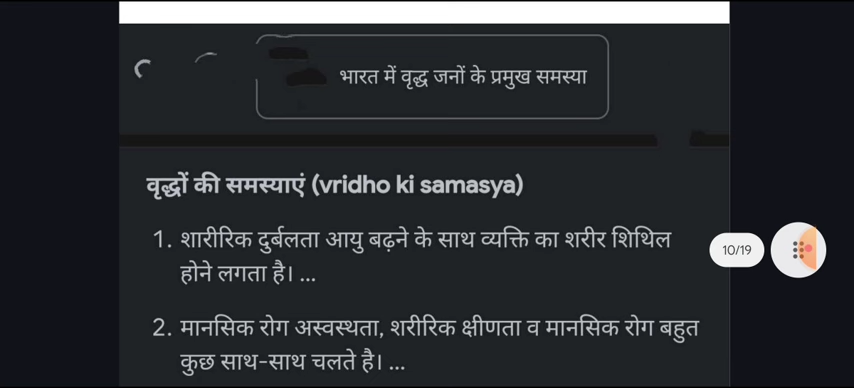 भारत में वृद्ध जनों के प्रमुख समस्या
वृद्धों की समस्याएं (vridho ki samasya)
1. शारीरिक दुर्बलता आयु बढ़ने के साथ व्यक्ति का शरीर शिथिल
होने लगता है। ...
10/19
2. मानसिक रोग अस्वस्थता, शरीरिक क्षीणता व मानसिक रोग बहुत
कुछ साथ-साथ चलते है। ...